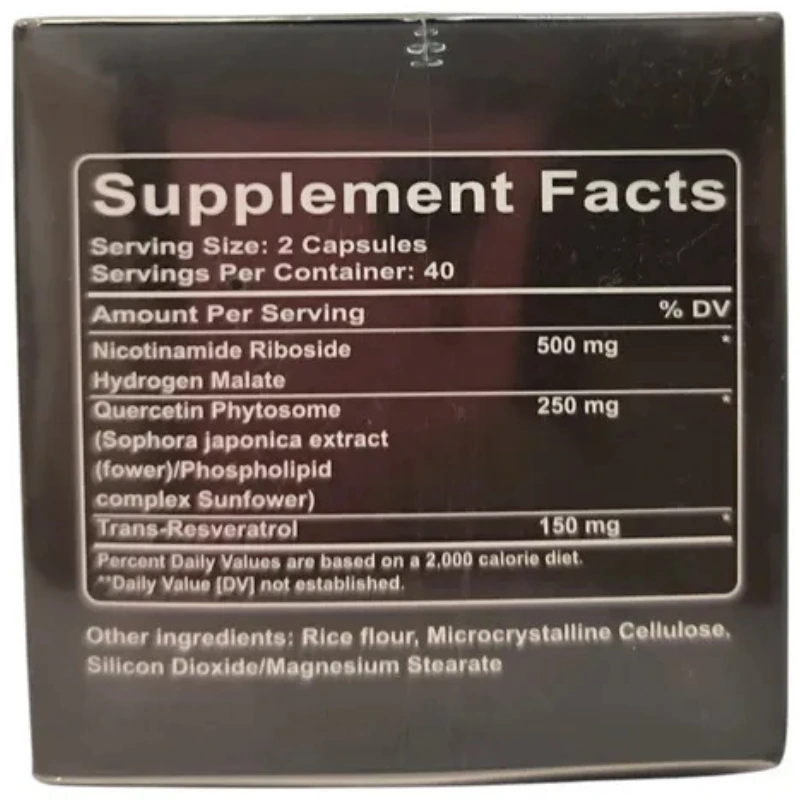 Supplement Facts
Serving Size: 2 Capsules
Servings Per Container: 40
Amount Per Serving % DV
Nicotinamide Riboside 500 mg *
Hydrogen Malate
Quercetin Phytosome 250 mg *
(Sophora japonica extract
(fower)/Phospholipid
complex Sunfower)
Trans-Resveratrol 150 mg *
Percent Daily Values are based on a 2,000 calorie diet.
**Daily Value [DV] not established.
Other ingredients: Rice flour, Microcrystalline Cellulose,
Silicon Dioxide/Magnesium Stearate